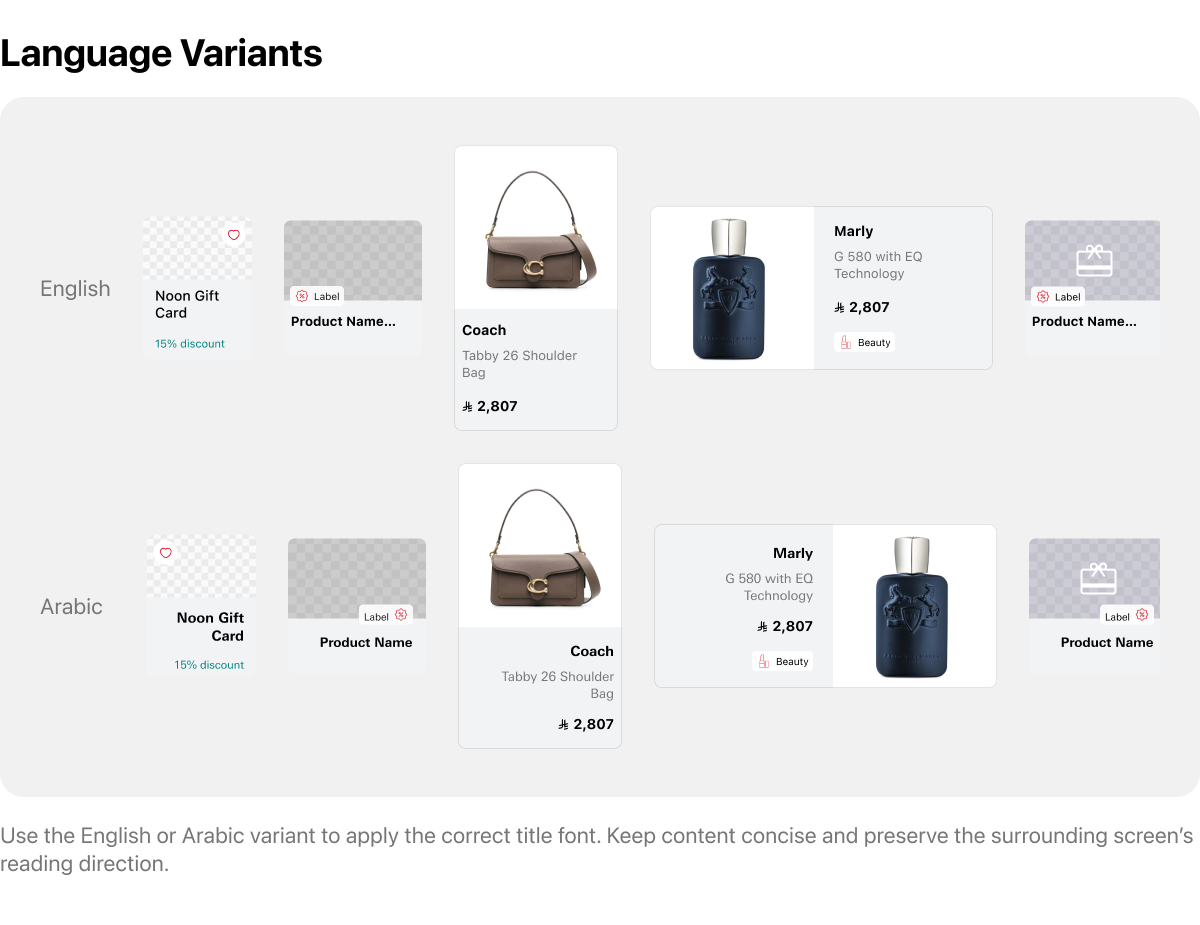 Language Variants
English
Noon Gift
Card
15% discount
Label
Product Name...
Coach
Tabby 26 Shoulder
Bag
2,807
Marly
G 580 with EQ
Technology
2,807
Beauty
Label
Product Name...
Arabic
Noon Gift
Card
15% discount
Label
Product Name
Coach
Tabby 26 Shoulder
Bag
2,807
Marly
G 580 with EQ
Technology
2,807
Beauty
Label
Product Name
Use the English or Arabic variant to apply the correct title font. Keep content concise and preserve the surrounding screen’s
reading direction.